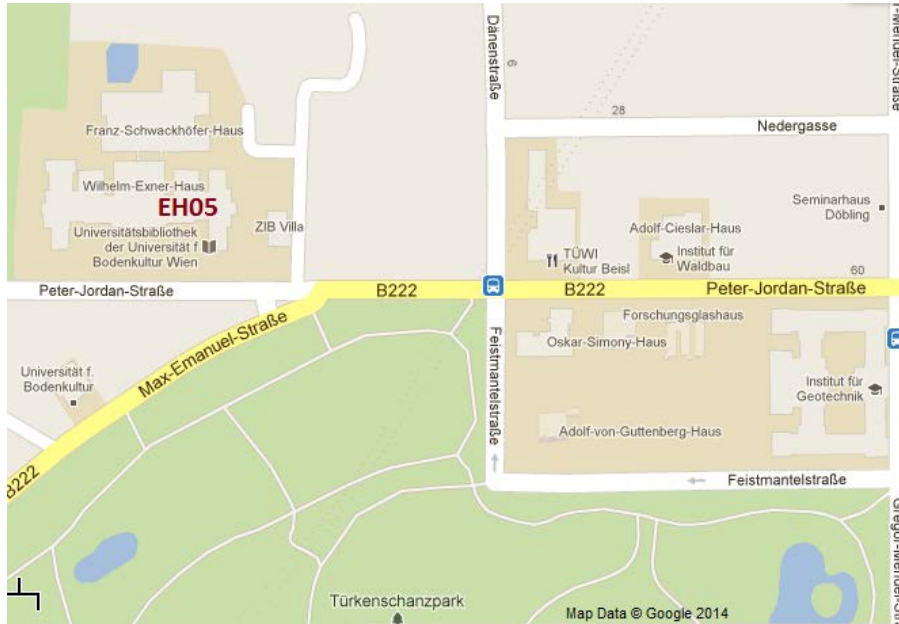 Dänenstraße
9
28
Nedergasse
Franz-Schwackhöfer-Haus
Wilhelm-Exner-Haus
EH05
Universitätsbibliothek
der Universität f
Bodenkultur Wien
ZIB Villa
Seminarhaus
Döbling
Adolf-Cieslar-Haus
TÜWI
Kultur Beisl
Institut für
Waldbau
60
Peter-Jordan-Straße
B222
B222
Peter-Jordan-Straße
Max-Emanuel-Straße
Feistmantelstraße
Forschungsglashaus
Oskar-Simony-Haus
Universität f.
Bodenkultur
Institut für
Geotechnik
Adolf-von-Guttenberg-Haus
B222
Feistmantelstraße
Türkenschanzpark
Map Data © Google 2014